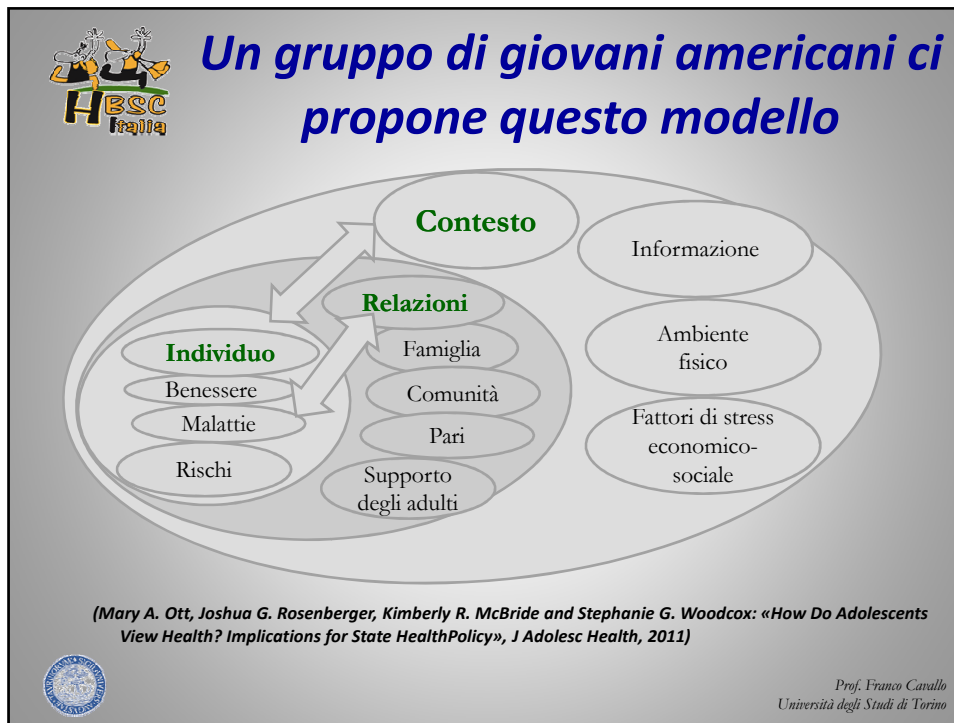 HBSC
Italia
Un gruppo di giovani americani ci
propone questo modello
Contesto
Informazione
Relazioni
Individuo
Famiglia
Ambiente
fisico
Benessere
Comunità
Malattie
Pari
Fattori di stress
economico-
sociale
Rischi
Supporto
degli adulti
(Mary A. Ott, Joshua G. Rosenberger, Kimberly R. McBride and Stephanie G. Woodcox: «How Do Adolescents
View Health? Implications for State HealthPolicy», J Adolesc Health, 2011)
Prof. Franco Cavallo
Università degli Studi di Torino